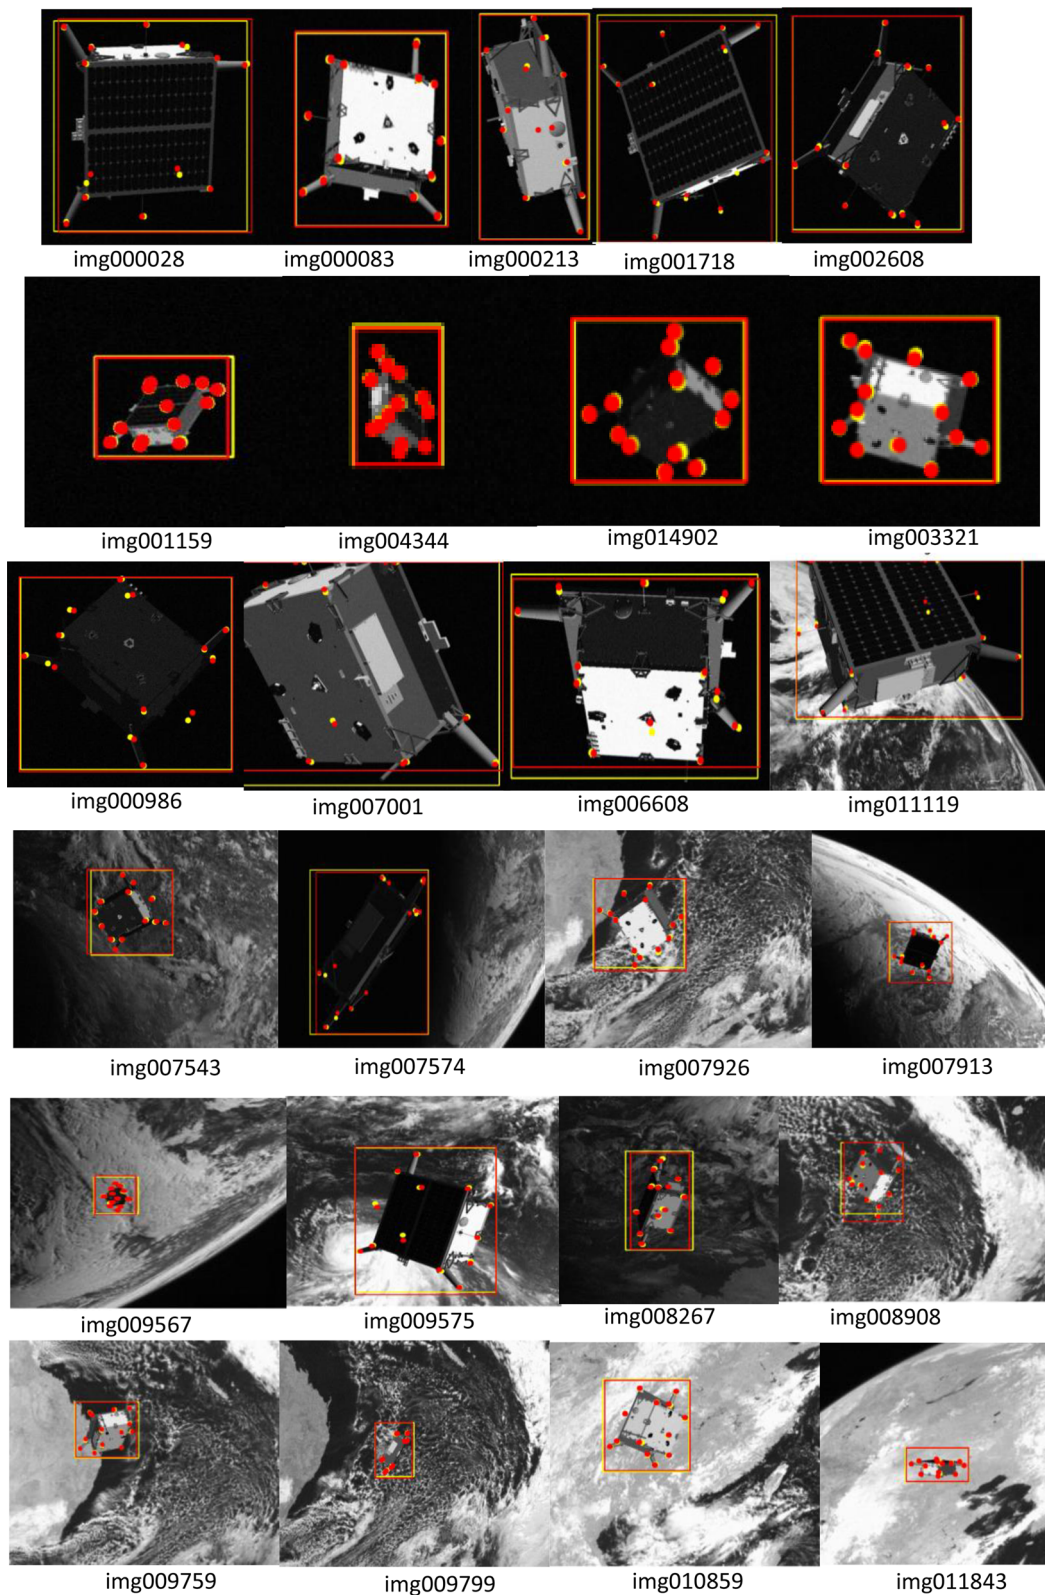 img000028 img000083 img000213 img001718 img002608
img001159 img004344 img014902 img003321
img000986 img007001 img006608 img011119
img007543 img007574 img007926 img007913
img009567 img009575 img008267 img008908
img009759 img009799 img010859 img011843